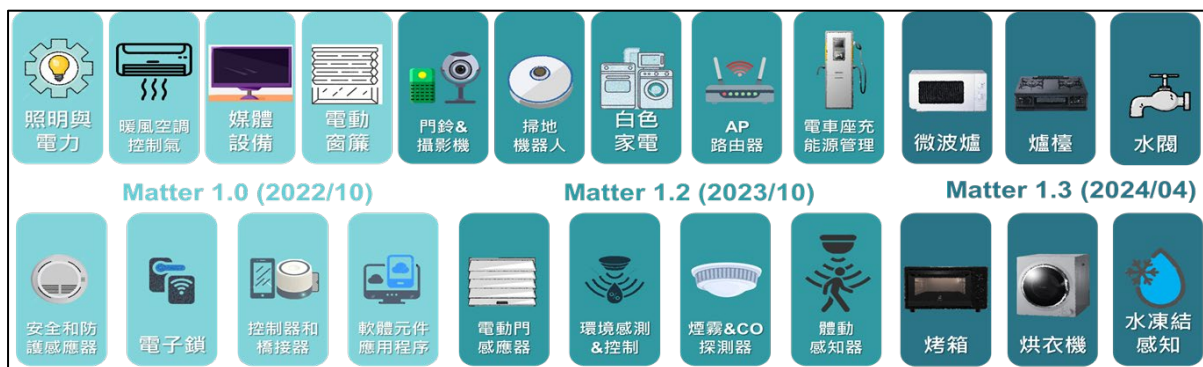 照明與
電力
暖風空調
控制氣
媒體
設備
電動
窗簾
門鈴&
攝影機
掃地
機器人
白色
家電
AP
路由器
電車座充
能源管理
微波爐
爐檯
水閥
Matter 1.0 (2022/10)
Matter 1.2 (2023/10)
Matter 1.3 (2024/04)
安全和防
護感應器
電子鎖
控制器和
橋接器
軟體元件
應用程序
電動門
感應器
環境感測
&控制
煙霧&CO
探測器
體動
感知器
烤箱
烘衣機
水凍結
感知